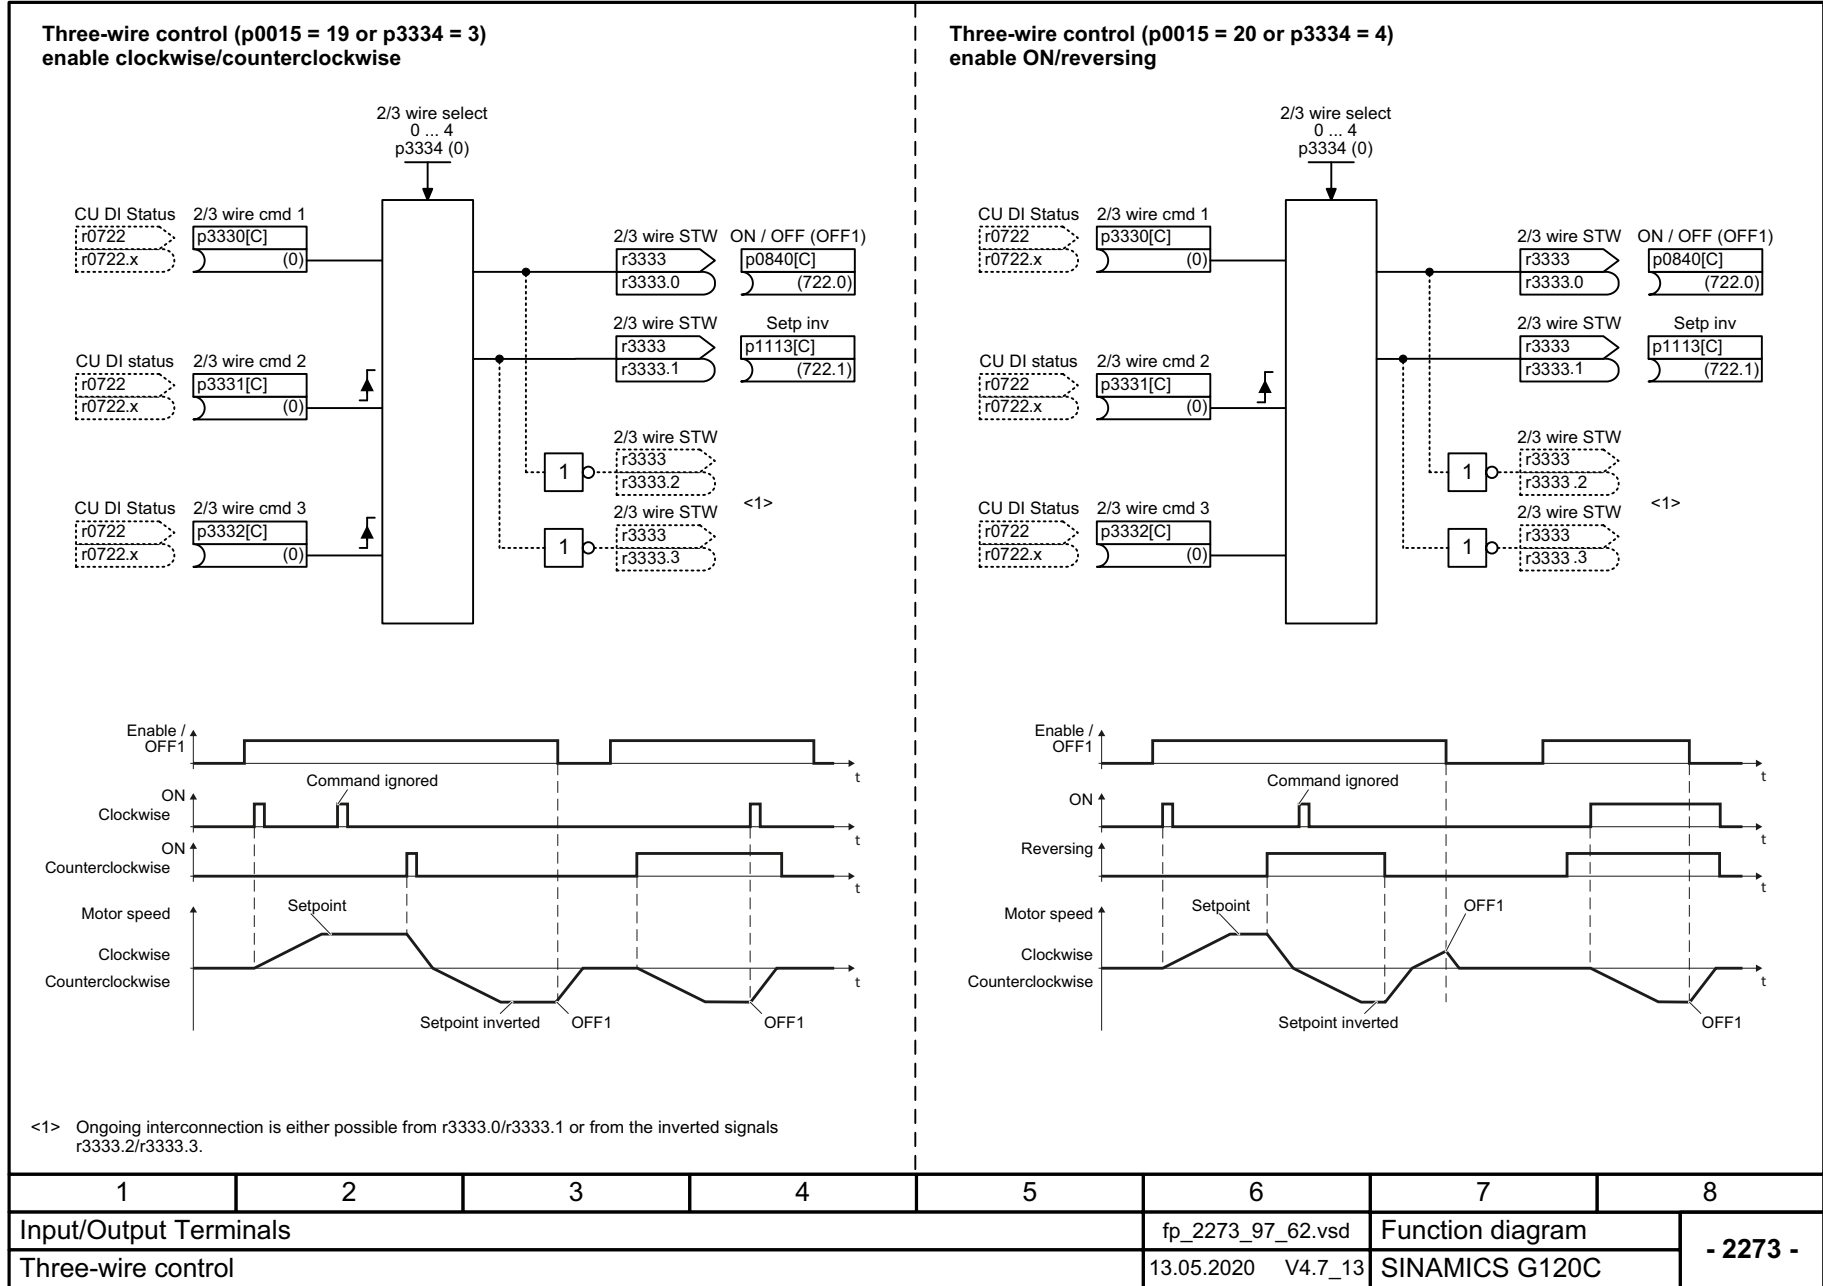 Three-wire control (p0015 = 19 or p3334 = 3)
enable clockwise/counterclockwise
2/3 wire select
0 ... 4
p3334 (0)
CU DI Status
r0722
r0722.x
2/3 wire cmd 1
p3330[C]
(0)
2/3 wire STW
r3333
r3333.0
ON / OFF (OFF1)
p0840[C]
(722.0)
2/3 wire STW
r3333
r3333.1
Setp inv
p1113[C]
(722.1)
CU DI status
r0722
r0722.x
2/3 wire cmd 2
p3331[C]
(0)
1
2/3 wire STW
r3333
r3333.2
<1>
CU DI Status
r0722
r0722.x
2/3 wire cmd 3
p3332[C]
(0)
1
2/3 wire STW
r3333
r3333.3
Enable /
OFF1
t
Command ignored
ON
Clockwise
t
ON
Counterclockwise
t
Motor speed
Setpoint
Clockwise
Counterclockwise
t
Setpoint inverted
OFF1
OFF1
<1> Ongoing interconnection is either possible from r3333.0/r3333.1 or from the inverted signals
r3333.2/r3333.3.
Three-wire control (p0015 = 20 or p3334 = 4)
enable ON/reversing
2/3 wire select
0 ... 4
p3334 (0)
CU DI Status
r0722
r0722.x
2/3 wire cmd 1
p3330[C]
(0)
2/3 wire STW
r3333
r3333.0
ON / OFF (OFF1)
p0840[C]
(722.0)
2/3 wire STW
r3333
r3333.1
Setp inv
p1113[C]
(722.1)
CU DI status
r0722
r0722.x
2/3 wire cmd 2
p3331[C]
(0)
1
2/3 wire STW
r3333
r3333.2
<1>
CU DI Status
r0722
r0722.x
2/3 wire cmd 3
p3332[C]
(0)
1
2/3 wire STW
r3333
r3333.3
Enable /
OFF1
t
Command ignored
ON
t
Reversing
t
Motor speed
Setpoint
OFF1
Clockwise
Counterclockwise
t
Setpoint inverted
OFF1
1 2 3 4 5 6 7 8
Input/Output Terminals
fp_2273_97_62.vsd
Function diagram
- 2273 -
Three-wire control
13.05.2020 V4.7_13
SINAMICS G120C